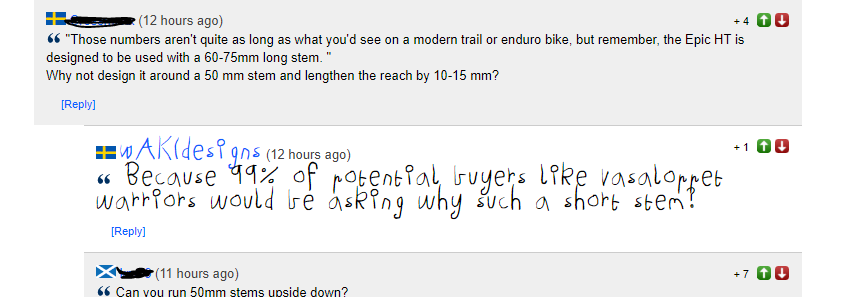 (12 hours ago) +4
"Those numbers aren't quite as long as what you'd see on a modern trail or enduro bike, but remember, the Epic HT is
designed to be used with a 60-75mm long stem. "
Why not design it around a 50 mm stem and lengthen the reach by 10-15 mm?
[Reply]
WAKIdesigns (12 hours ago) +1
Because 99% of potential buyers like vasaloppet
warriors would be asking why such a short stem?
[Reply]
(11 hours ago) +7
Can you run 50mm stems upside down?